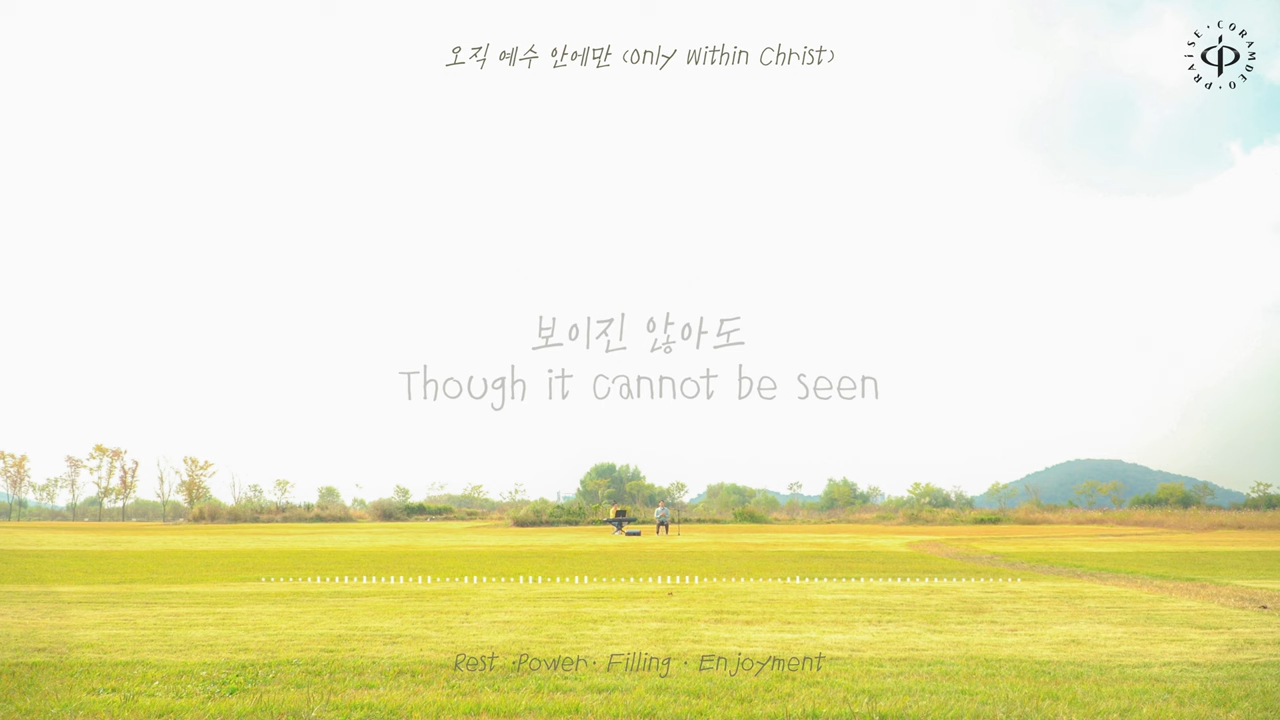 오직 예수 안에만 (Only Within Christ)
PRAiSE · CORAMDEO ·
보이진 않아도
Though it cannot be seen
Rest · Power · Filling · Enjoyment